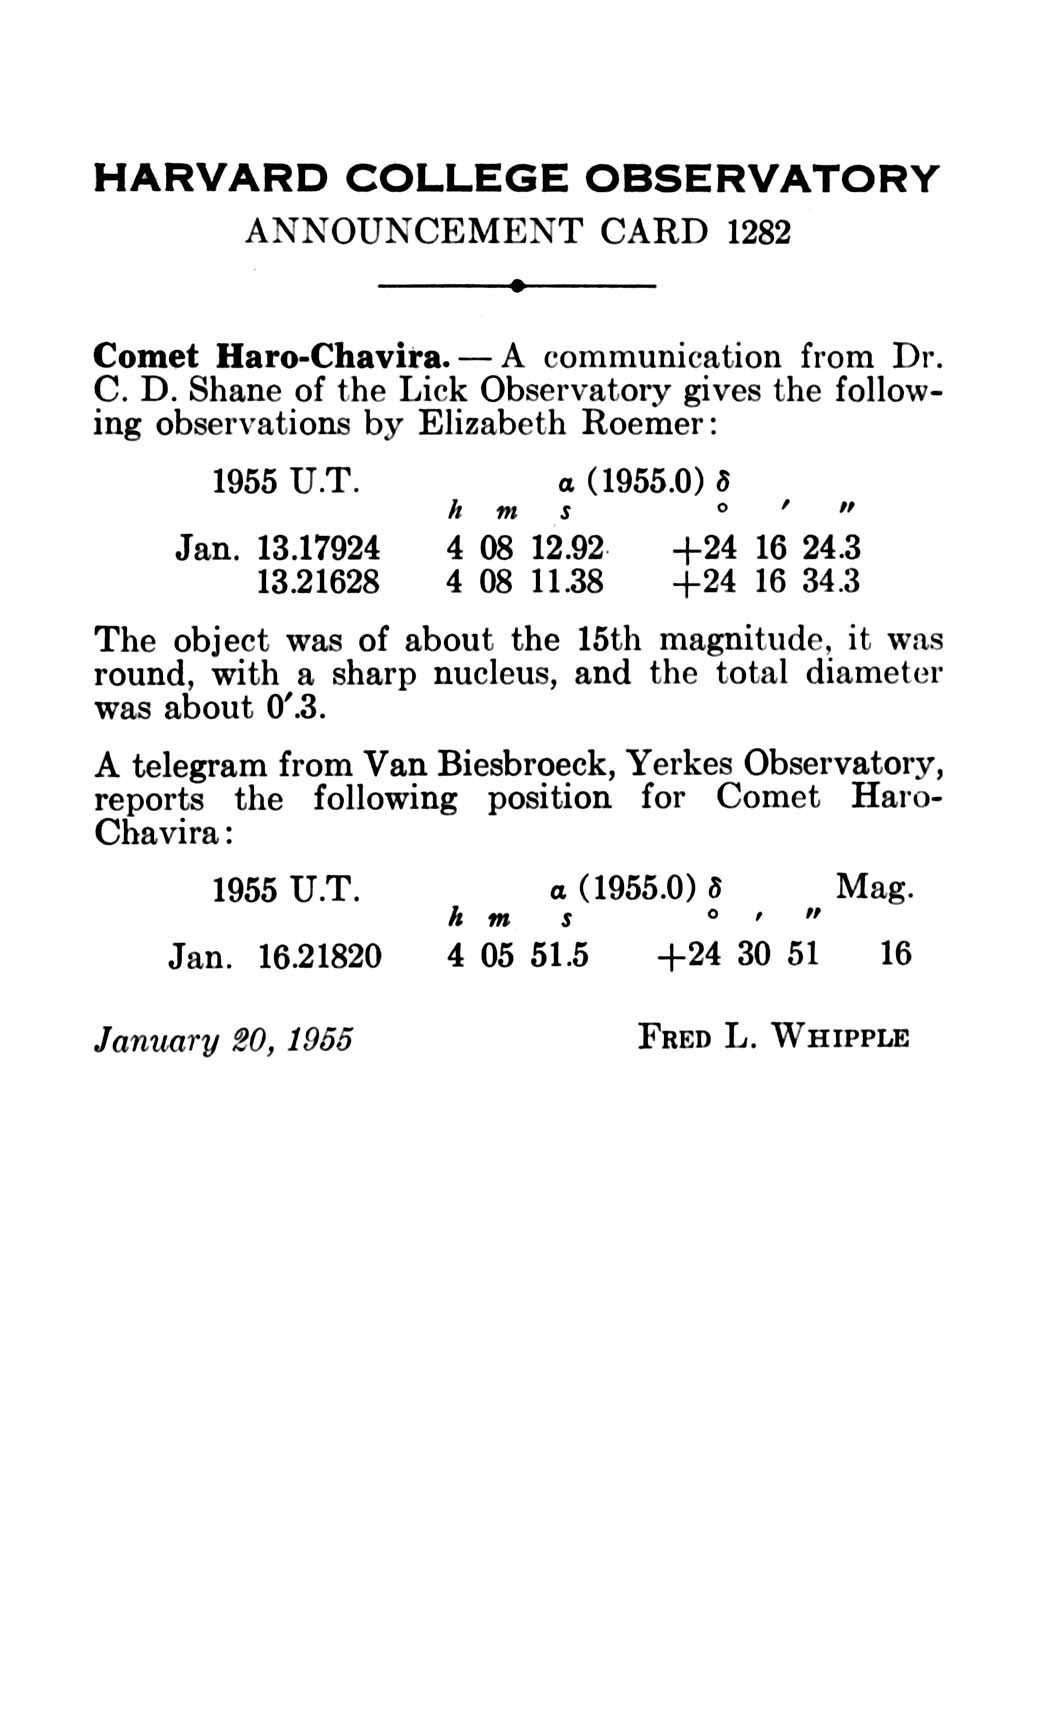 HARVARD COLLEGE OBSERVATORY
ANNOUNCEMENT CARD 1282
Comet Haro-Chavira. — A communication from Dr.
C. D. Shane of the Lick Observatory gives the follow-
ing observations by Elizabeth Roemer:
1955 U.T. α (1955.0) δ
h m s ° ′ ″
Jan. 13.17924 4 08 12.92 +24 16 24.3
13.21628 4 08 11.38 +24 16 34.3
The object was of about the 15th magnitude, it was
round, with a sharp nucleus, and the total diameter
was about 0′.3.
A telegram from Van Biesbroeck, Yerkes Observatory,
reports the following position for Comet Haro-
Chavira:
1955 U.T. α (1955.0) δ Mag.
h m s ° ′ ″
Jan. 16.21820 4 05 51.5 +24 30 51 16
January 20, 1955 FRED L. WHIPPLE